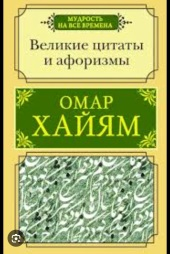 МУДРОСТЬ
НА ВСЕ ВРЕМЕНА
Великие цитаты
и афоризмы
ОМАР
ХАЙЯМ